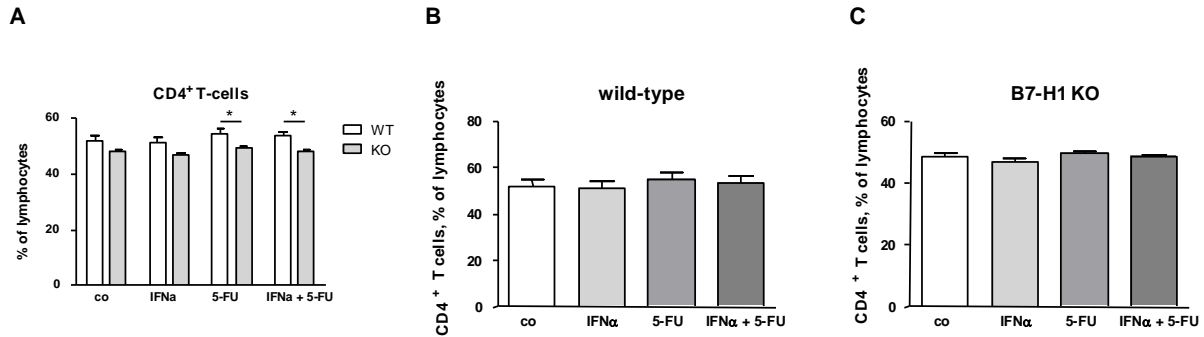 A
CD4+ T-cells
% of lymphocytes
60
40
20
0
* *
co IFNa 5-FU IFNa + 5-FU
WT
KO
B
wild-type
CD4 + T cells, % of lymphocytes
80
60
40
20
0
co IFNα 5-FU IFNα + 5-FU
C
B7-H1 KO
CD4 + T cells, % of lymphocytes
60
40
20
0
co IFNα 5-FU IFNα + 5-FU